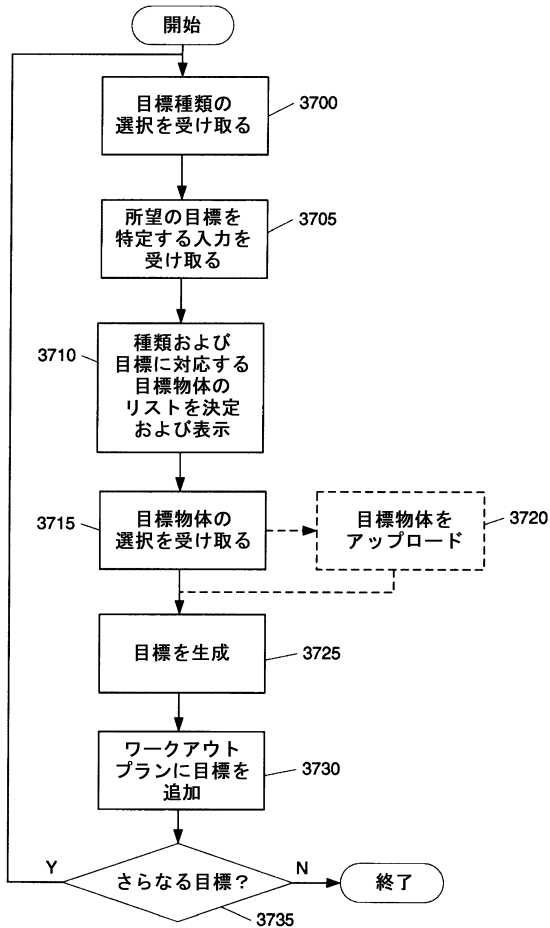 開始
目標種類の
選択を受け取る
3700
所望の目標を
特定する入力を
受け取る
3705
3710
種類および
目標に対応する
目標物体の
リストを決定
および表示
3715
目標物体の
選択を受け取る
目標物体を
アップロード
3720
目標を生成
3725
ワークアウト
プランに目標を
追加
3730
Y
さらなる目標？
N
終了
3735